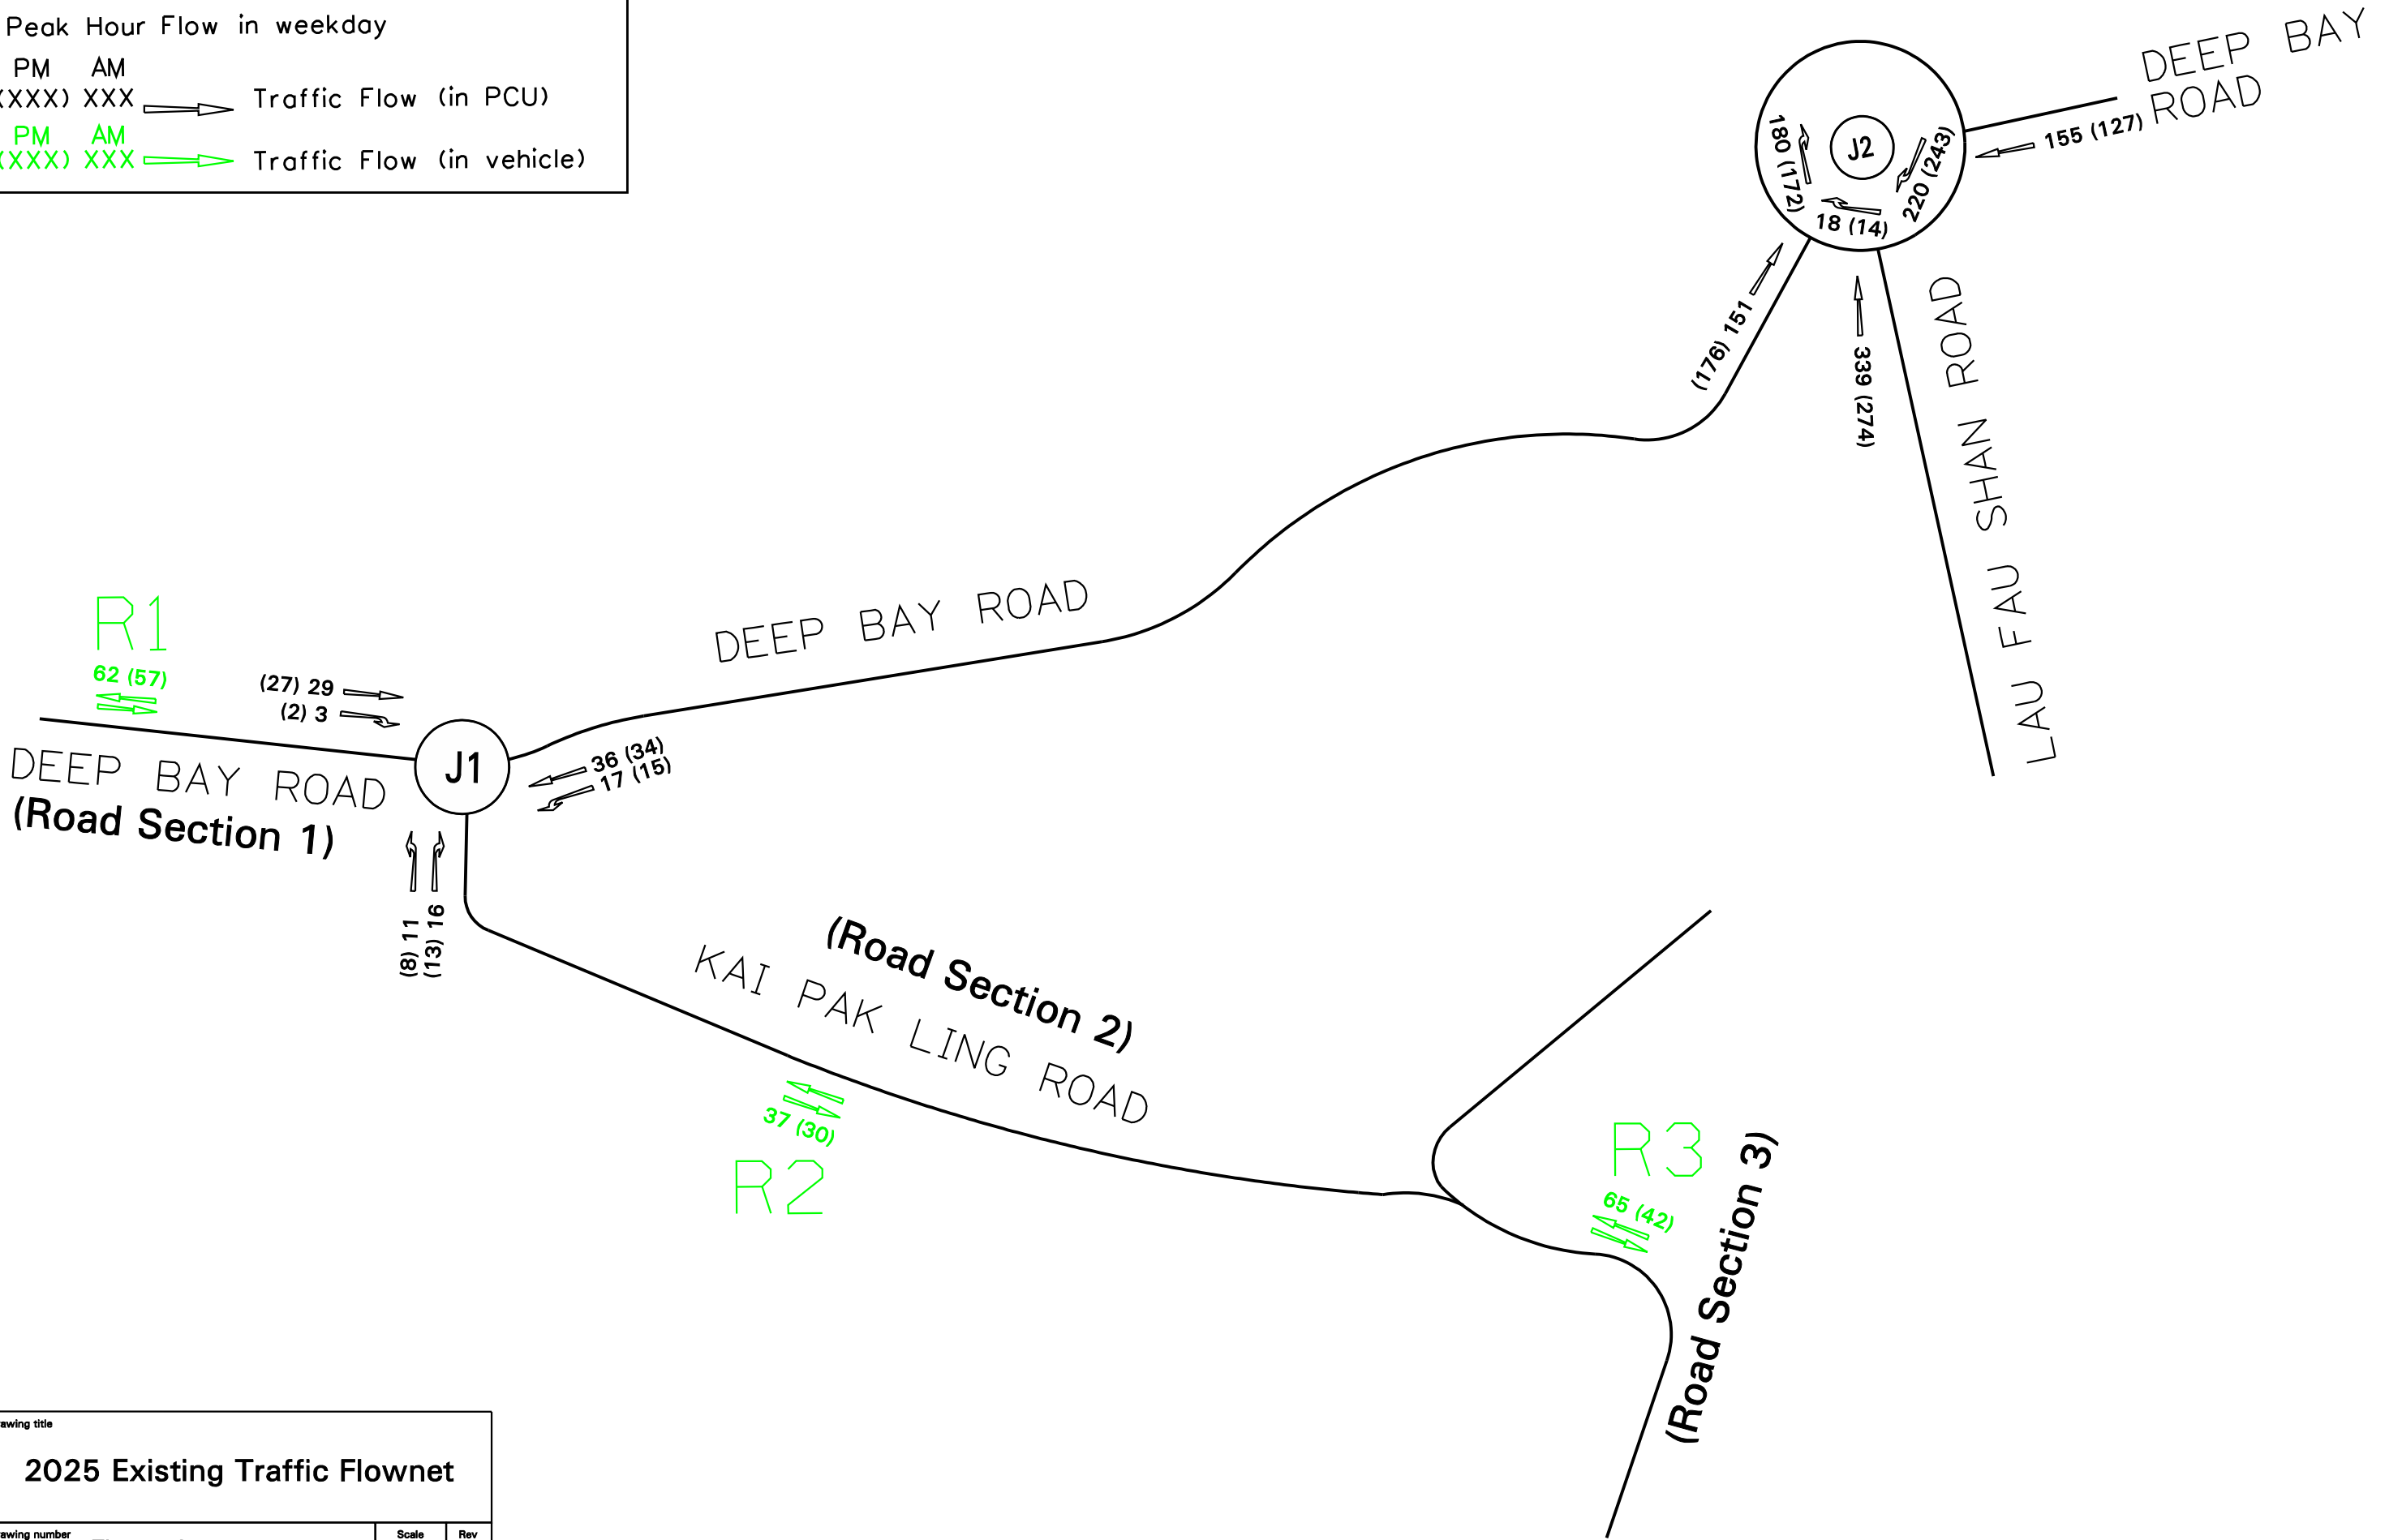 Peak Hour Flow in weekday
PM AM
(XXX) XXX Traffic Flow (in PCU)
PM AM
(XXX) XXX Traffic Flow (in vehicle)
DEEP BAY
ROAD
155 (127)
J2
180 (172)
18 (14)
220 (243)
(176) 151
339 (274)
LAU FAU SHAN ROAD
DEEP BAY ROAD
R1
62 (57)
(27) 29
(2) 3
J1
36 (34)
17 (15)
DEEP BAY ROAD
(Road Section 1)
(8) 11
(13) 16
(Road Section 2)
KAI PAK LING ROAD
37 (30)
R2
R3
65 (42)
(Road Section 3)
awing title
2025 Existing Traffic Flownet
awing number
Scale
Rev